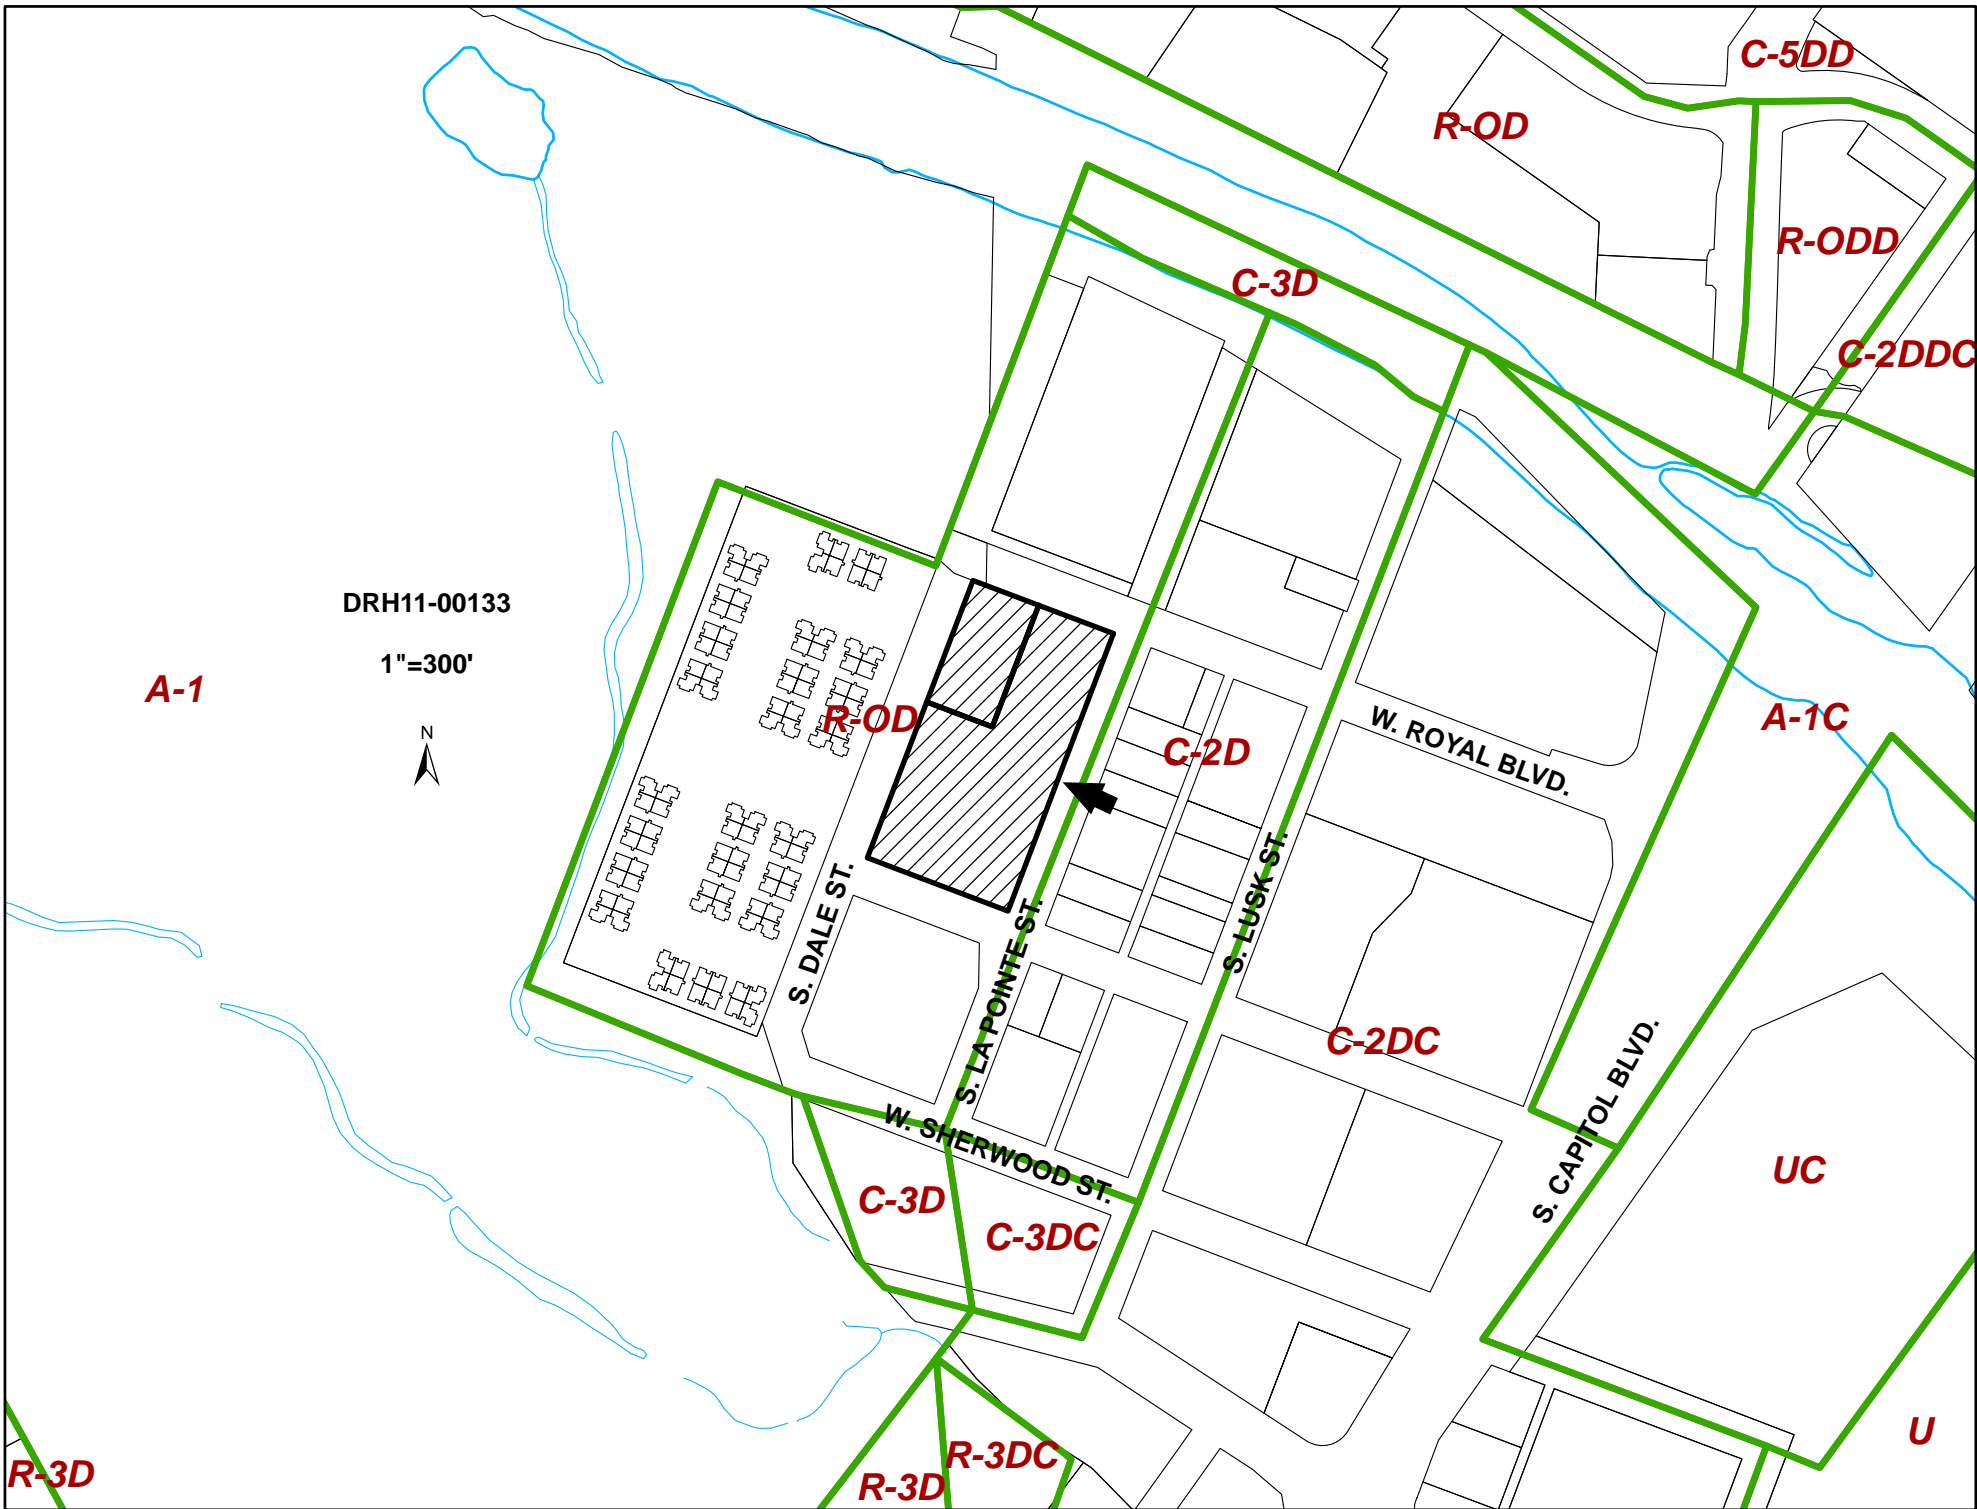 C-5DD
R-OD
R-ODD
C-3D
C-2DDC
DRH11-00133
1"=300'
A-1
N
R-OD
C-2D
W. ROYAL BLVD.
A-1C
S. DALE ST.
S. LA POINTE ST.
S. LUSK ST.
C-2DC
S. CAPITOL BLVD.
W. SHERWOOD ST.
UC
C-3D
C-3DC
U
R-3D
R-3D
R-3DC